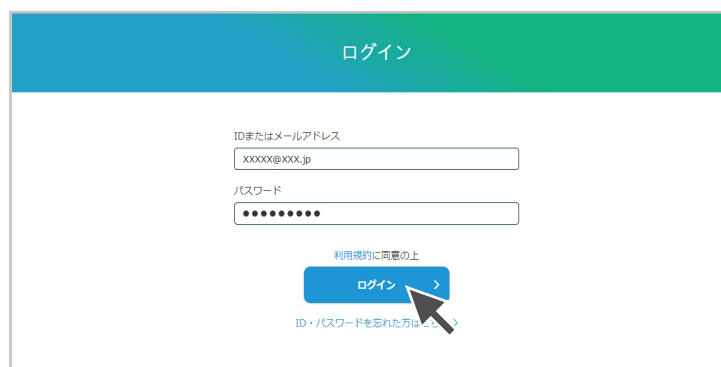 ログイン
IDまたはメールアドレス
XXXXX@XXX.jp
パスワード
利用規約に同意の上
ログイン
ID・パスワードを忘れた方は